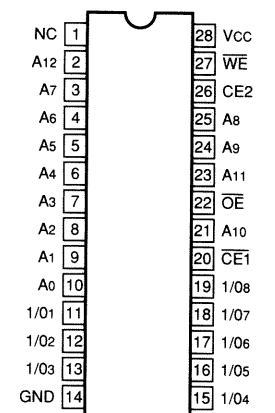 NC 1 28 VCC
A12 2 27 WE
A7 3 26 CE2
A6 4 25 A8
A5 5 24 A9
A4 6 23 A11
A3 7 22 OE
A2 8 21 A10
A1 9 20 CE1
A0 10 19 1/08
1/01 11 18 1/07
1/02 12 17 1/06
1/03 13 16 1/05
GND 14 15 1/04